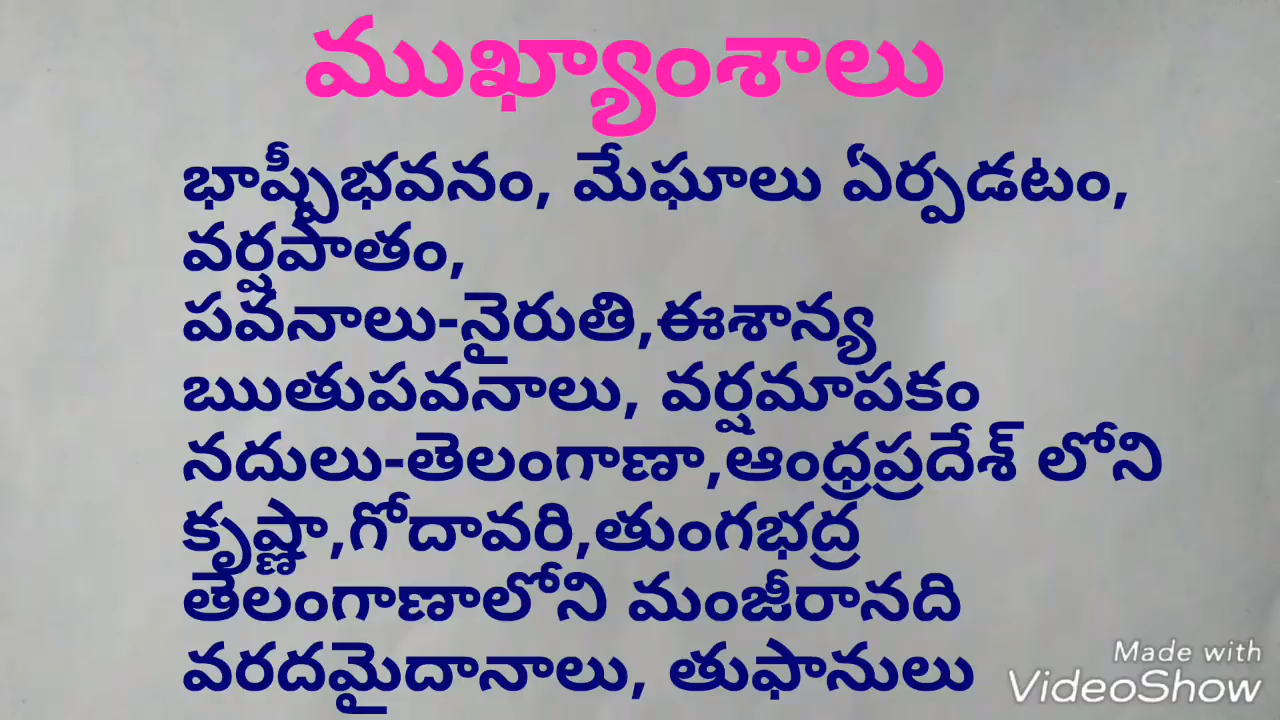 ముఖ్యాంశాలు
భాష్పీభవనం, మేఘాలు ఏర్పడటం,
వర్షపాతం,
పవనాలు-నైరుతి,ఈశాన్య
ఋతుపవనాలు, వర్షమాపకం
నదులు-తెలంగాణా,ఆంధ్రప్రదేశ్ లోని
కృష్ణా,గోదావరి,తుంగభద్ర
తెలంగాణాలోని మంజీరానది
వరదమైదానాలు, తుఫానులు
Made with
VideoShow